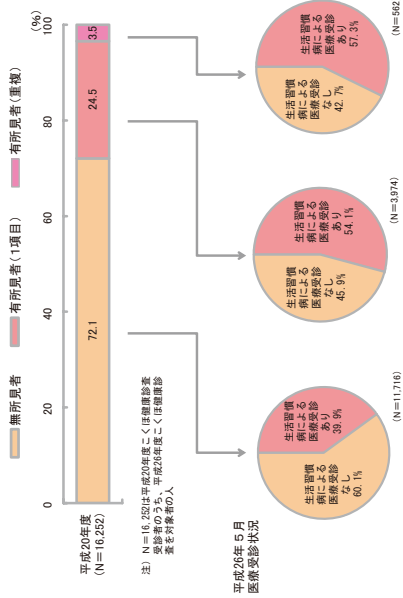 無所見者
有所見者(1項目)
有所見者(重複)
0
20
40
60
80
100
(%)
平成20年度
(N=16,252)
72.1
24.5
3.5
注) N=16,252は平成20年度こくほ健康診査
受診者のうち、平成26年度こくほ健康診
査を対象者の人
平成26年5月
医療受診状況
生活習慣
病による
医療受診
なし
60.1%
生活習慣
病による
医療受診
あり
39.9%
(N=11,716)
生活習慣
病による
医療受診
なし
45.9%
生活習慣
病による
医療受診
あり
54.1%
(N=3,974)
生活習慣
病による
医療受診
なし
42.7%
生活習慣
病による
医療受診
あり
57.3%
(N=562